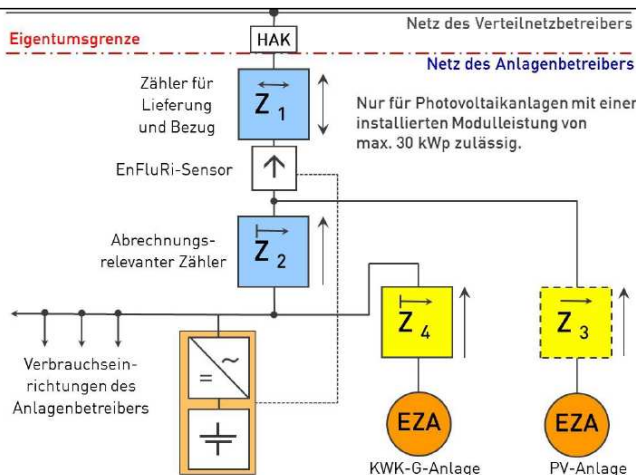 Netz des Verteilnetzbetreibers
Eigentumsgrenze
HAK
Netz des Anlagenbetreibers
Zähler für
Lieferung
und Bezug
Z 1
Nur für Photovoltaikanlagen mit einer
installierten Modulleistung von
max. 30 kWp zulässig.
EnFluRi-Sensor
Abrechnungs-
relevanter Zähler
Z 2
Z 4
Z 3
Verbrauchsein-
richtungen des
Anlagenbetreibers
=
~
EZA
EZA
KWK-G-Anlage
PV-Anlage